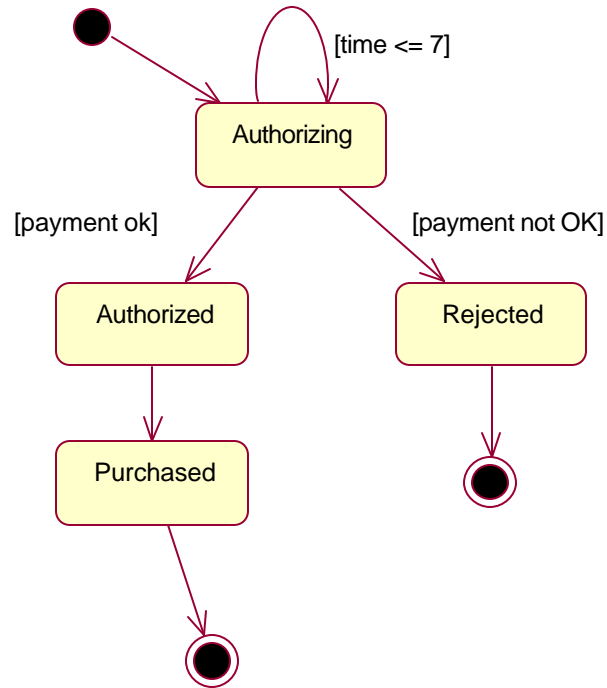 [time <= 7]
Authorizing
[payment ok]
[payment not OK]
Authorized
Rejected
Purchased